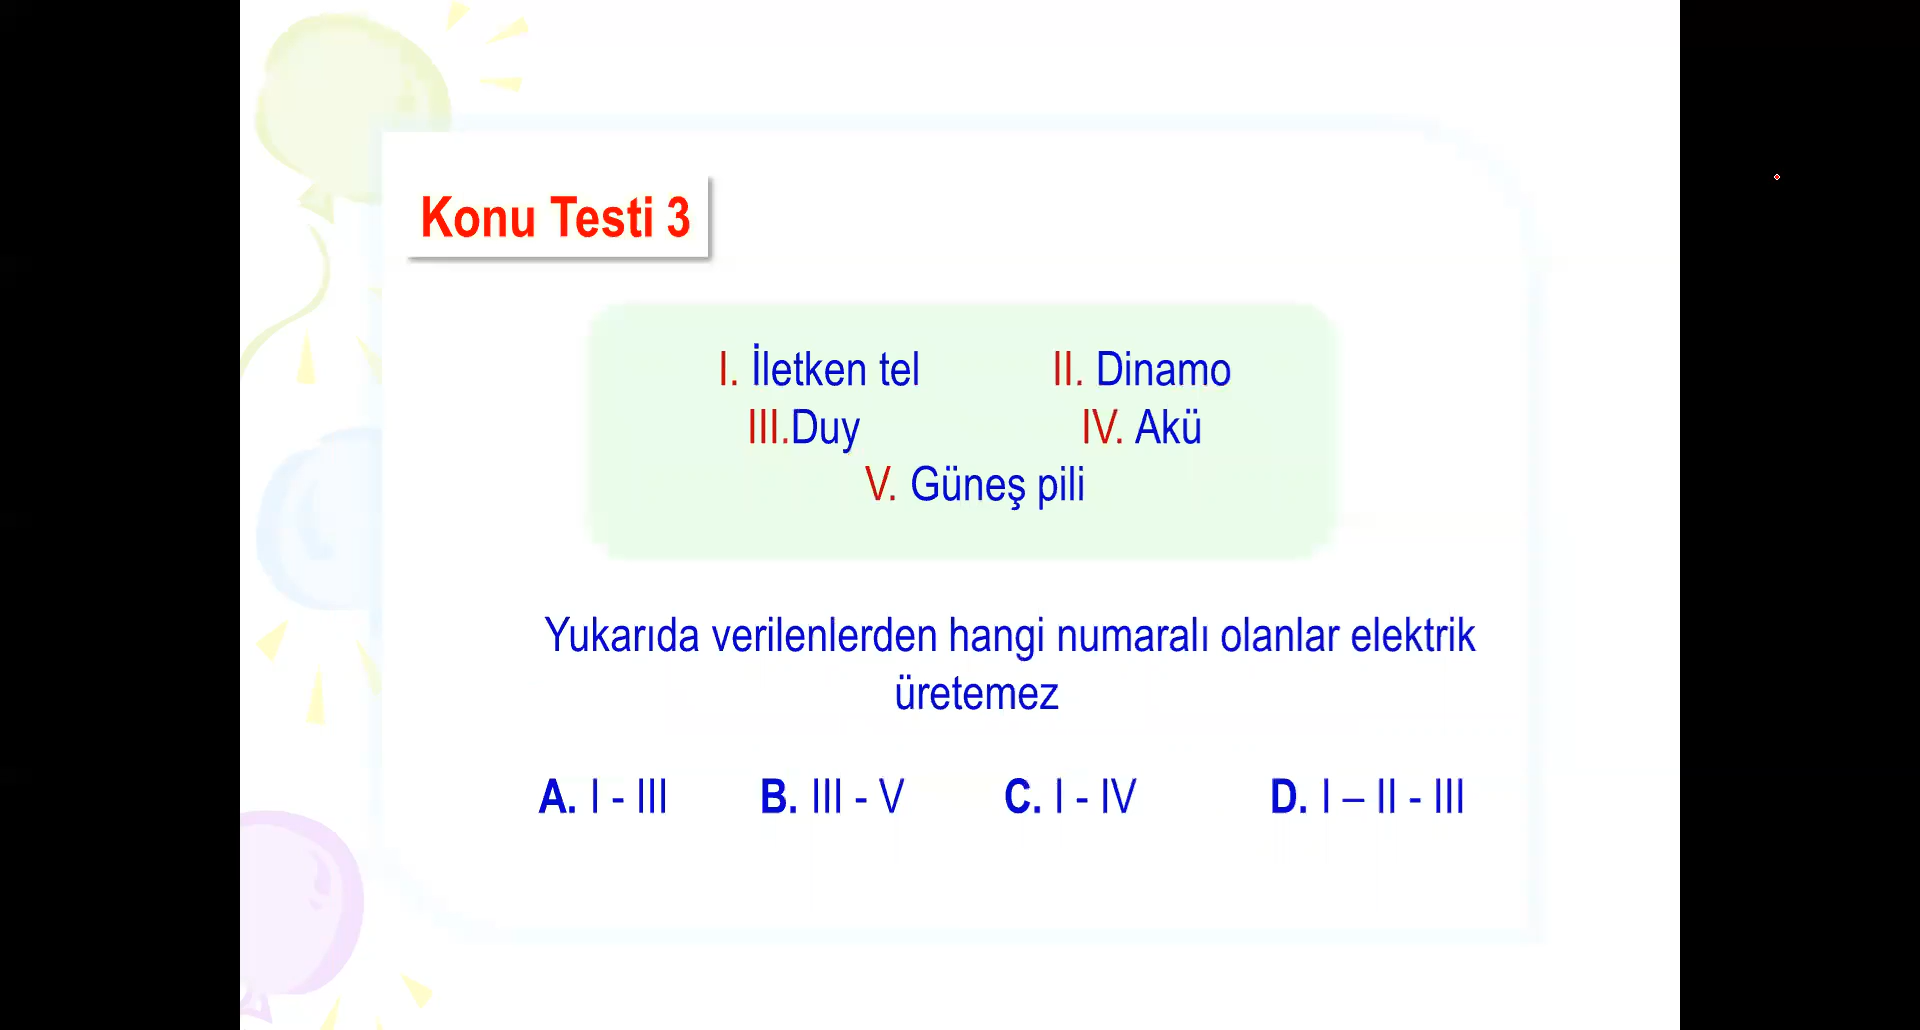 Konu Testi 3
I. İletken tel II. Dinamo
III.Duy IV. Akü
V. Güneş pili
Yukarıda verilenlerden hangi numaralı olanlar elektrik
üretemez
A. I - III B. III - V C. I - IV D. I – II - III